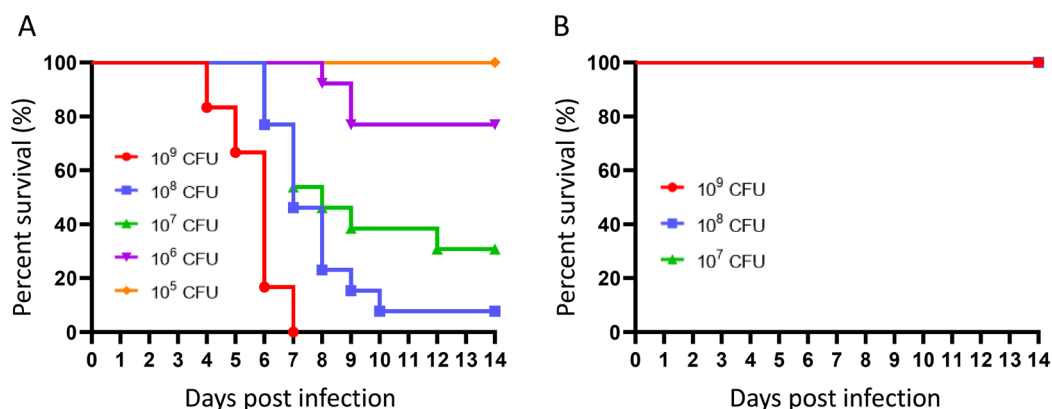 A
Percent survival (%)
100
80
60
40
20
0
10⁹ CFU
10⁸ CFU
10⁷ CFU
10⁶ CFU
10⁵ CFU
0 1 2 3 4 5 6 7 8 9 10 11 12 13 14
Days post infection
B
Percent survival (%)
100
80
60
40
20
0
10⁹ CFU
10⁸ CFU
10⁷ CFU
0 1 2 3 4 5 6 7 8 9 10 11 12 13 14
Days post infection